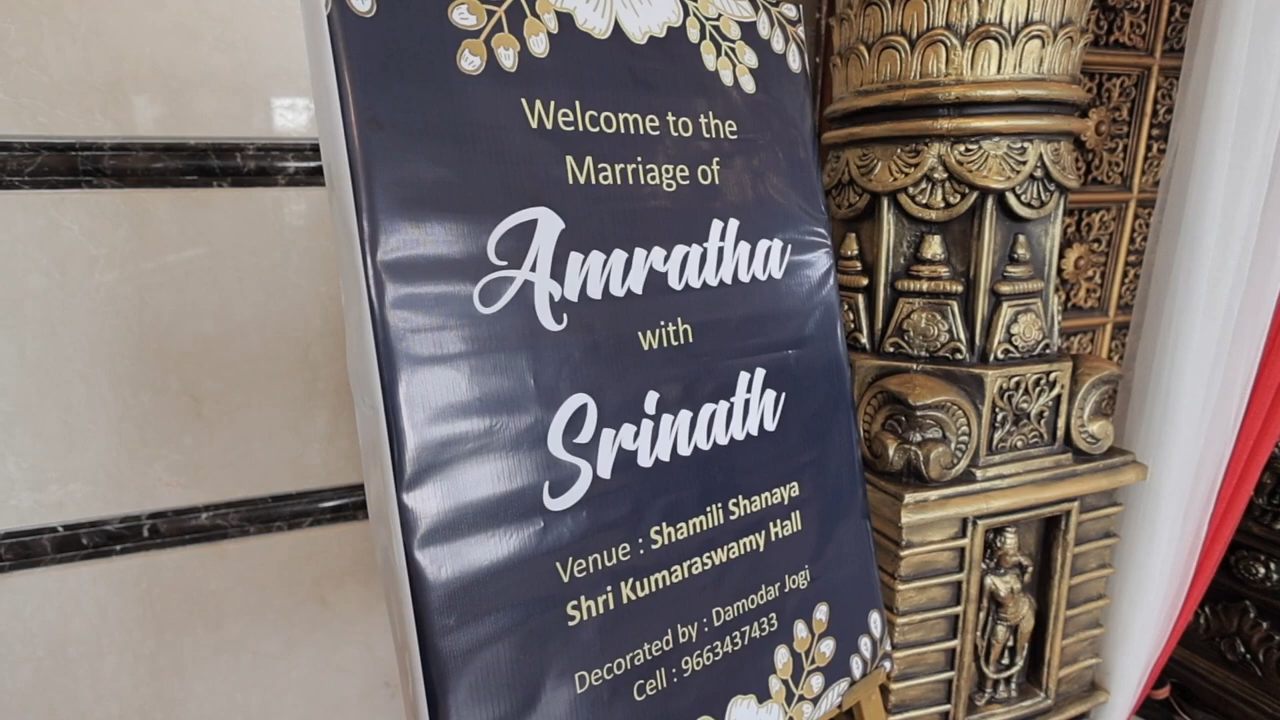 Welcome to the
Marriage of
Amratha
with
Srinath
Venue : Shamili Shanaya
Shri Kumaraswamy Hall
Decorated by : Damodar Jogi
Cell : 9663437433